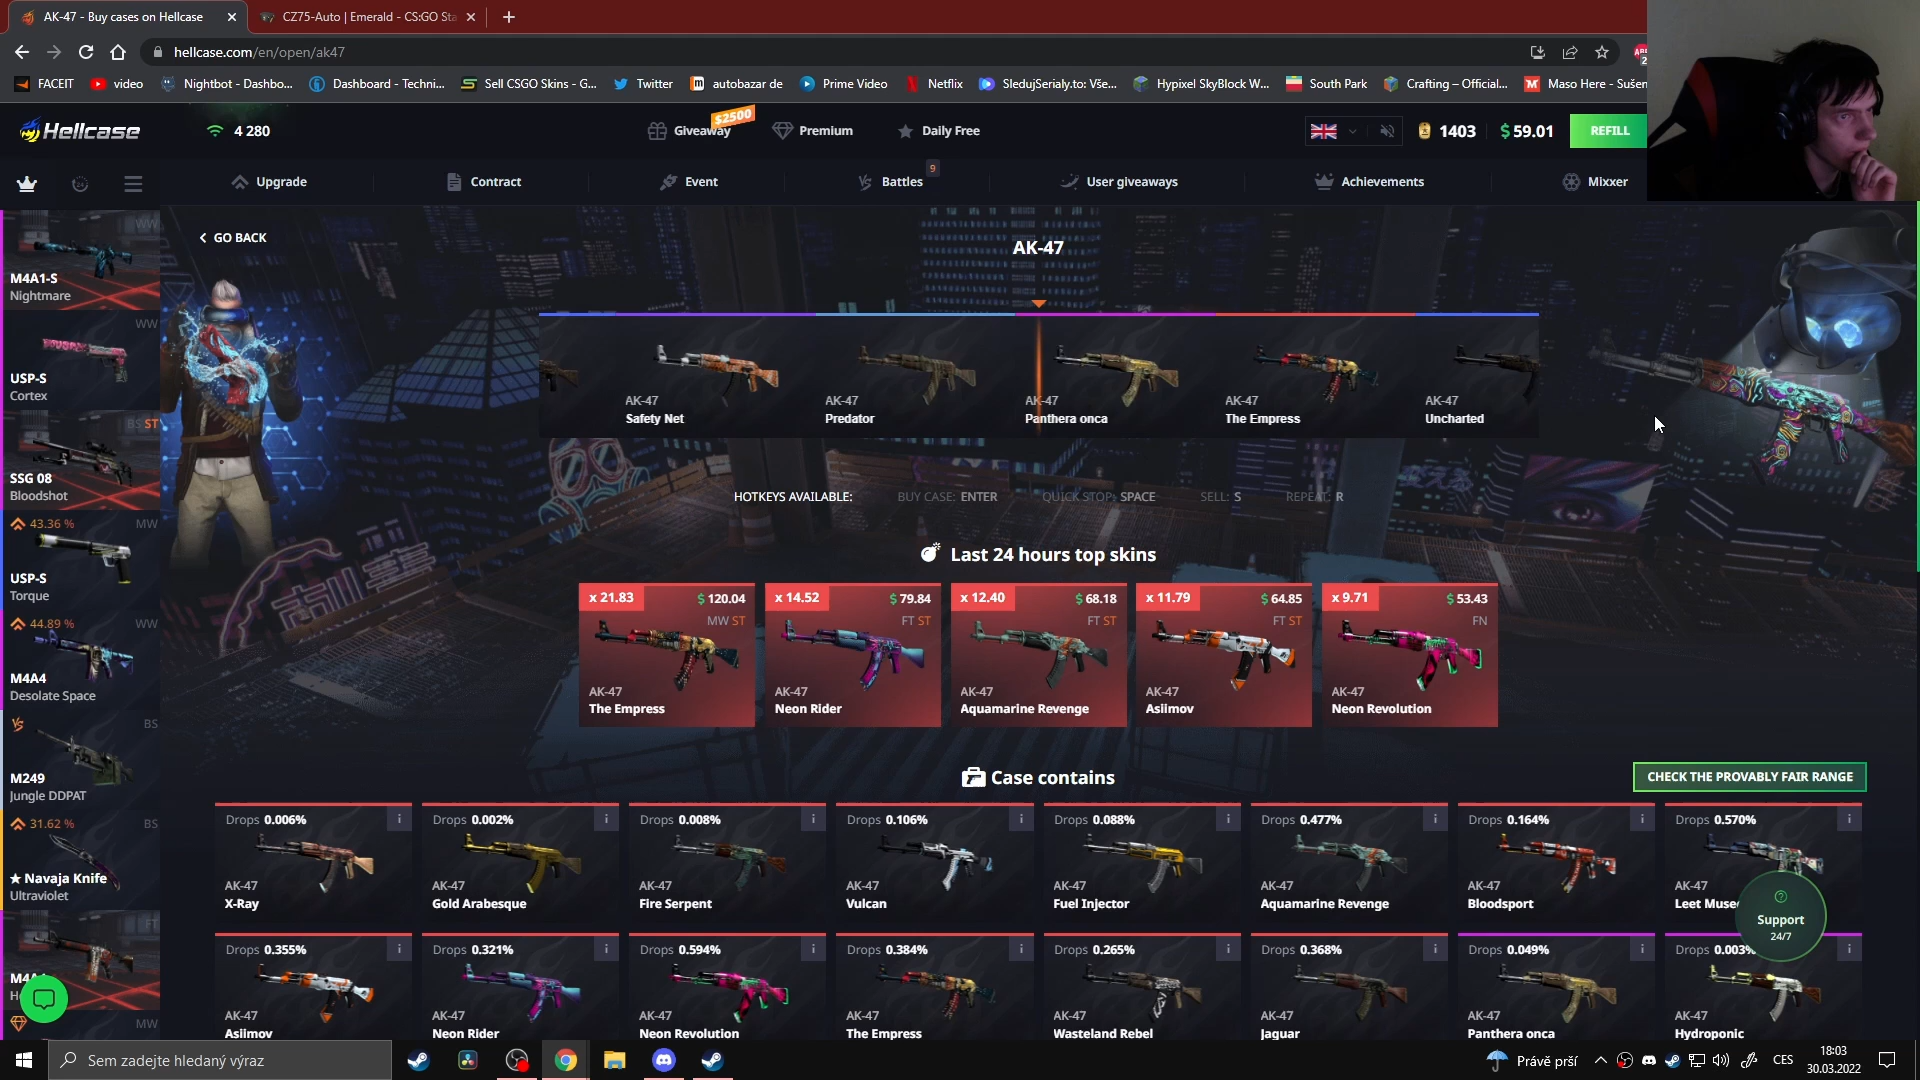 AK-47 - Buy cases on Hellcase
CZ75-Auto | Emerald - CS:GO Sta
hellcase.com/en/open/ak47
FACEIT
video
Nightbot - Dashbo...
Dashboard - Techni...
Sell CSGO Skins - G...
Twitter
autobazar de
Prime Video
Netflix
SledujSerialy.to: Vše...
Hypixel SkyBlock W...
South Park
Crafting – Official...
Maso Here - Sušen
Hellcase
4 280
Giveaway
$2500
Premium
Daily Free
1403
$ 59.01
REFILL
Upgrade
Contract
Event
Battles
9
User giveaways
Achievements
Mixxer
GO BACK
AK-47
WW
M4A1-S
Nightmare
WW
USP-S
Cortex
BS ST
SSG 08
Bloodshot
43.36 %
MW
USP-S
Torque
44.89 %
WW
M4A4
Desolate Space
BS
M249
Jungle DDPAT
31.62 %
BS
★ Navaja Knife
Ultraviolet
FT
MW
AK-47
Safety Net
AK-47
Predator
AK-47
Panthera onca
AK-47
The Empress
AK-47
Uncharted
HOTKEYS AVAILABLE:
BUY CASE: ENTER
QUICK STOP: SPACE
SELL: S
REPEAT: R
Last 24 hours top skins
x 21.83
$ 120.04
MW ST
AK-47
The Empress
x 14.52
$ 79.84
FT ST
AK-47
Neon Rider
x 12.40
$ 68.18
FT ST
AK-47
Aquamarine Revenge
x 11.79
$ 64.85
FT ST
AK-47
Asiimov
x 9.71
$ 53.43
FN
AK-47
Neon Revolution
Case contains
CHECK THE PROVABLY FAIR RANGE
Drops 0.006%
i
AK-47
X-Ray
Drops 0.002%
i
AK-47
Gold Arabesque
Drops 0.008%
i
AK-47
Fire Serpent
Drops 0.106%
i
AK-47
Vulcan
Drops 0.088%
i
AK-47
Fuel Injector
Drops 0.477%
i
AK-47
Aquamarine Revenge
Drops 0.164%
i
AK-47
Bloodsport
Drops 0.570%
i
AK-47
Leet Muse
Support
24/7
Drops 0.355%
i
AK-47
Asiimov
Drops 0.321%
i
AK-47
Neon Rider
Drops 0.594%
i
AK-47
Neon Revolution
Drops 0.384%
i
AK-47
The Empress
Drops 0.265%
i
AK-47
Wasteland Rebel
Drops 0.368%
i
AK-47
Jaguar
Drops 0.049%
i
AK-47
Panthera onca
Drops 0.003%
i
AK-47
Hydroponic
Sem zadejte hledaný výraz
Právě prší
CES
18:03
30.03.2022